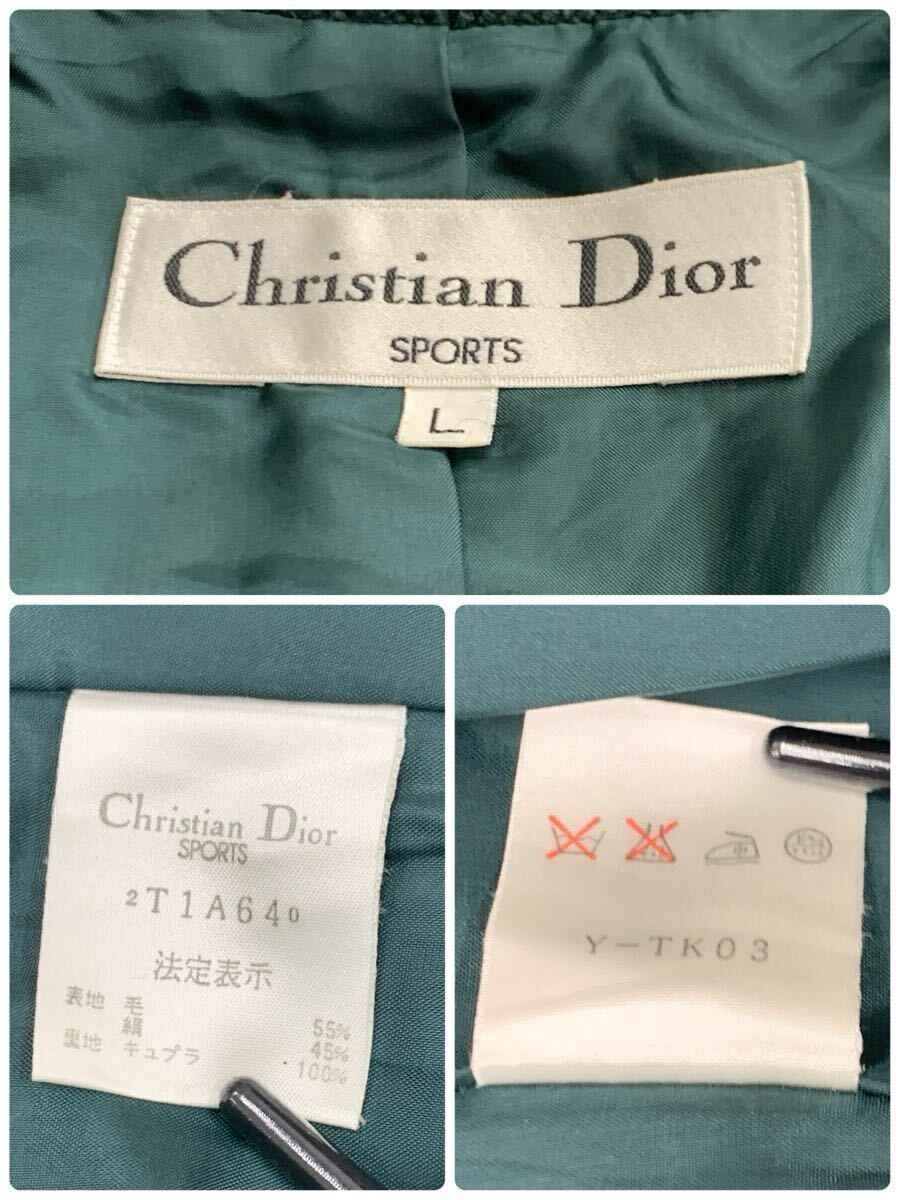 Christian Dior
SPORTS
L
Christian Dior
SPORTS
2T1A640
法定表示
表地 毛 55%
絹 45%
裏地 キュプラ 100%
Y-TK03